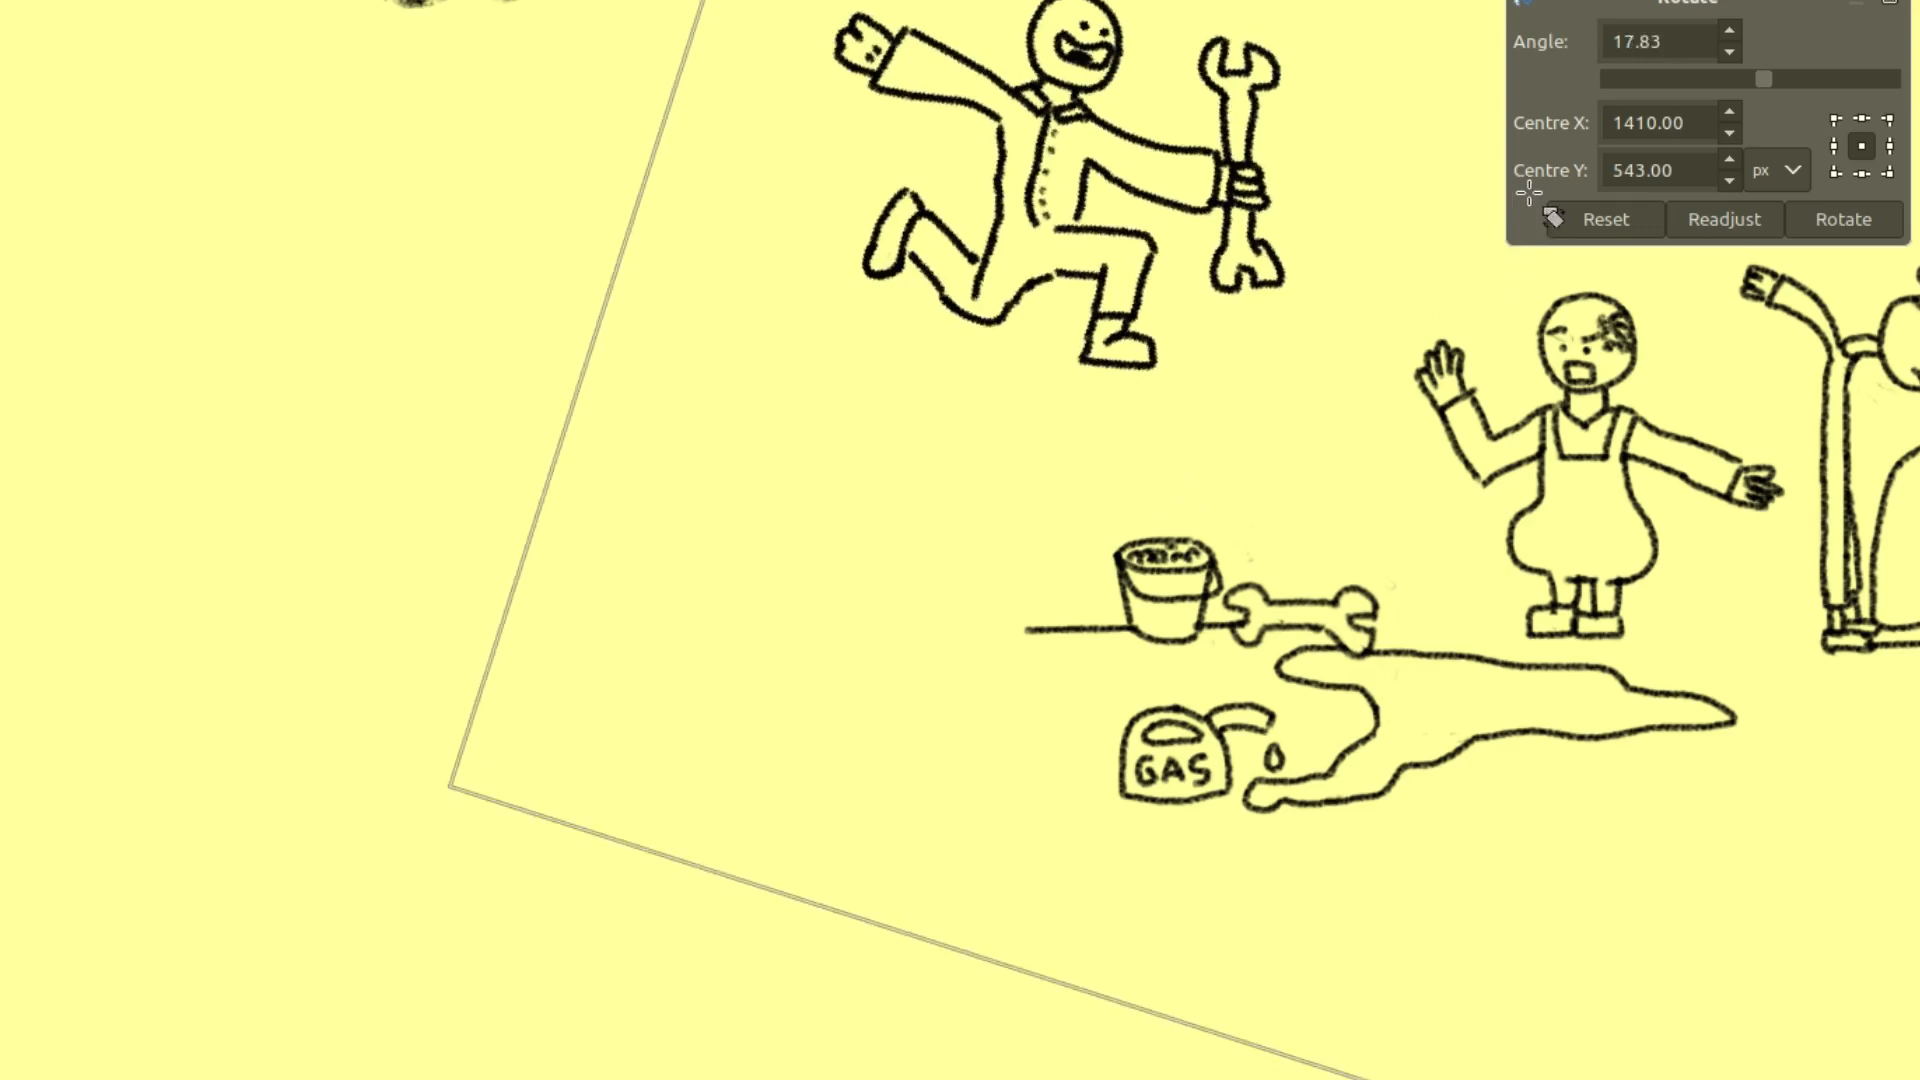 Rotate
Angle: 17.83
Centre X: 1410.00
Centre Y: 543.00 px
Reset Readjust Rotate
GAS